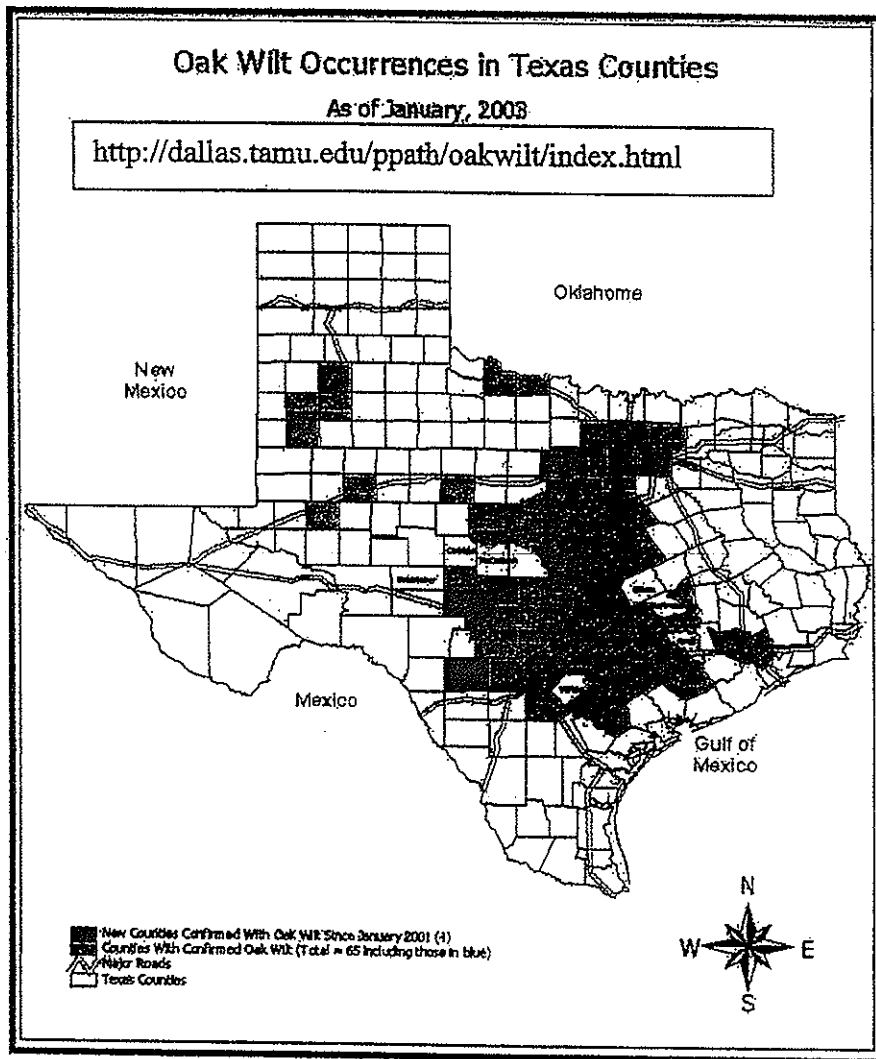 Oak Wilt Occurrences in Texas Counties
As of January, 2003
http://dallas.tamu.edu/ppath/oakwilt/index.html
Oklahoma
New
Mexico
Mexico
Gulf of
Mexico
New Counties Confirmed With Oak Wilt Since January 2001 (4)
Counties With Confirmed Oak Wilt (Total = 65 including those in blue)
Major Roads
Texas Counties
N
W E
S